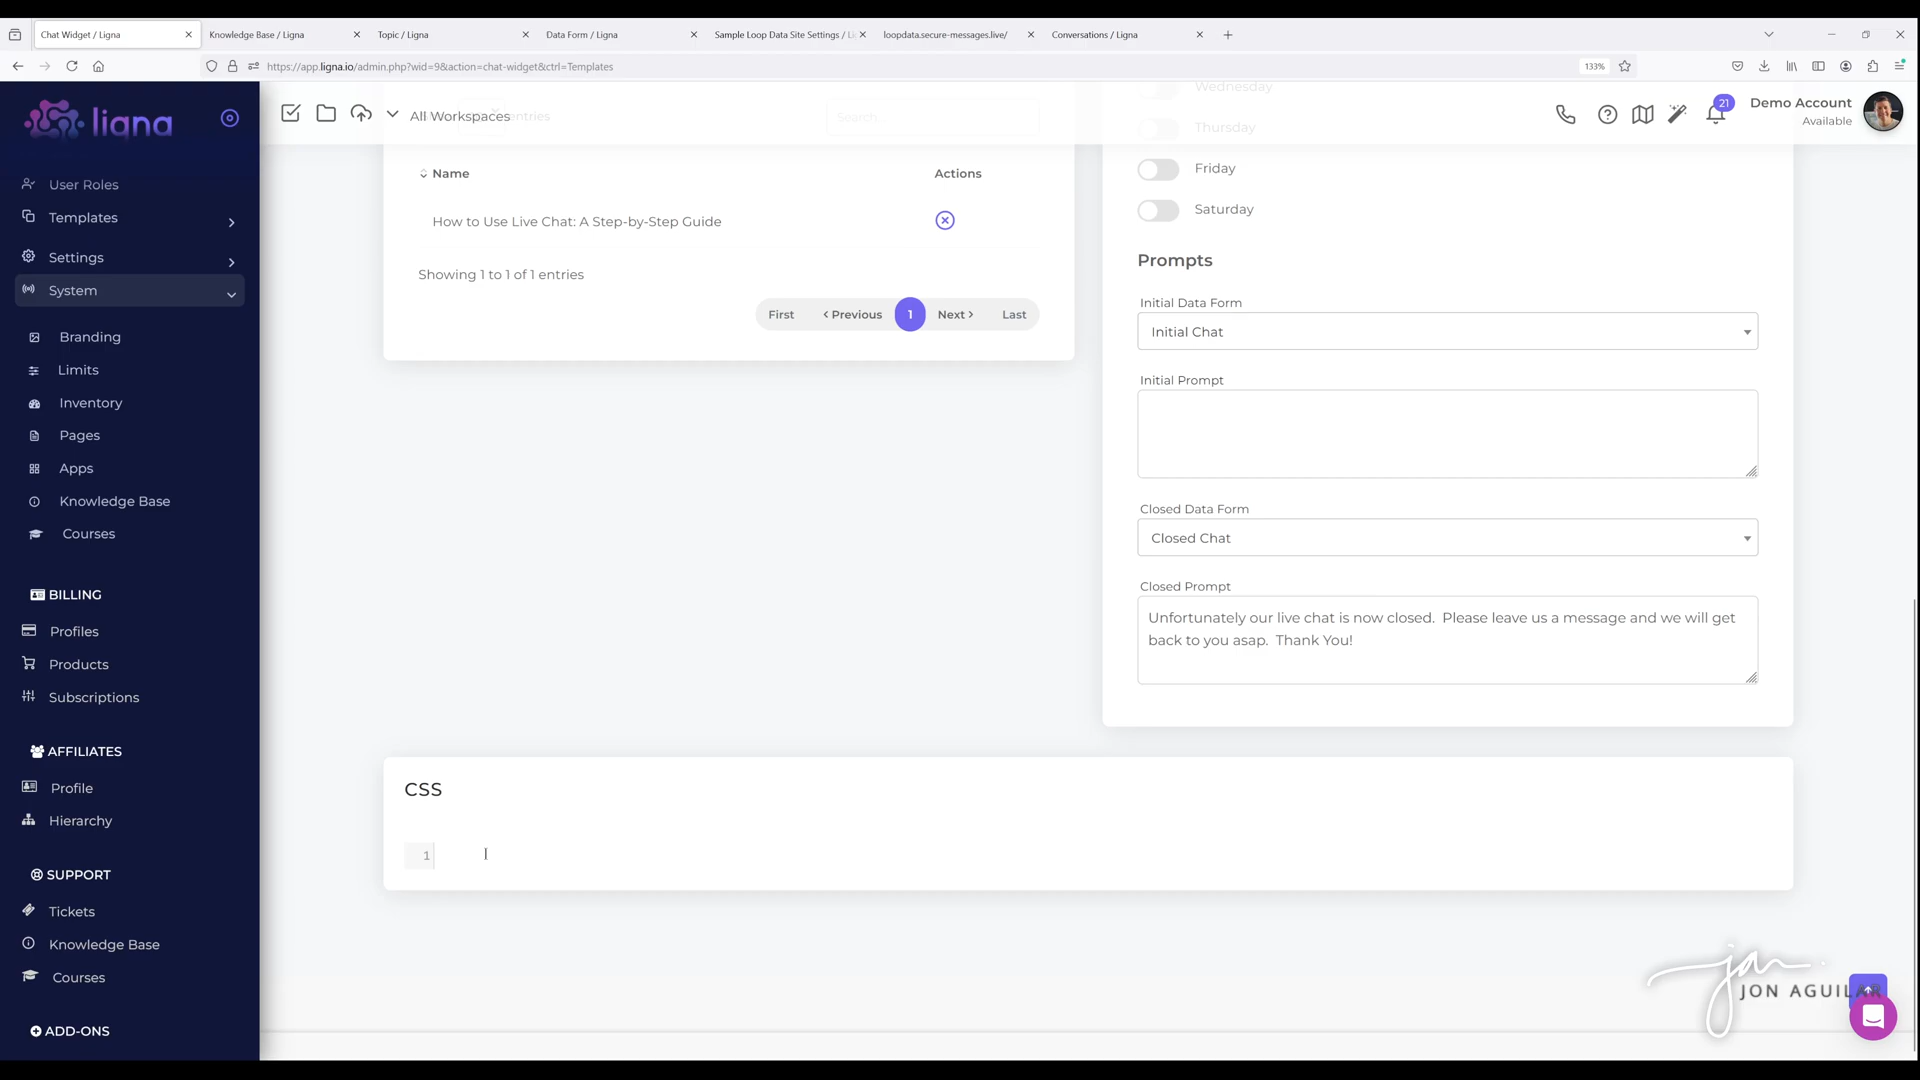 Chat Widget / Ligna
Knowledge Base / Ligna
Topic / Ligna
Data Form / Ligna
Sample Loop Data Site Settings / Li
loopdata.secure-messages.live/
Conversations / Ligna
https://app.ligna.io/admin.php?wid=9&action=chat-widget&ctrl=Templates
133%
ligna
All Workspaces
entries
Search...
21
Demo Account
Available
User Roles
Templates
Settings
System
Branding
Limits
Inventory
Pages
Apps
Knowledge Base
Courses
BILLING
Profiles
Products
Subscriptions
AFFILIATES
Profile
Hierarchy
SUPPORT
Tickets
Knowledge Base
Courses
ADD-ONS
Name
Actions
How to Use Live Chat: A Step-by-Step Guide
Showing 1 to 1 of 1 entries
First
Previous
1
Next
Last
Wednesday
Thursday
Friday
Saturday
Prompts
Initial Data Form
Initial Chat
Initial Prompt
Closed Data Form
Closed Chat
Closed Prompt
Unfortunately our live chat is now closed. Please leave us a message and we will get
back to you asap. Thank You!
CSS
1
jon
JON AGUILAR